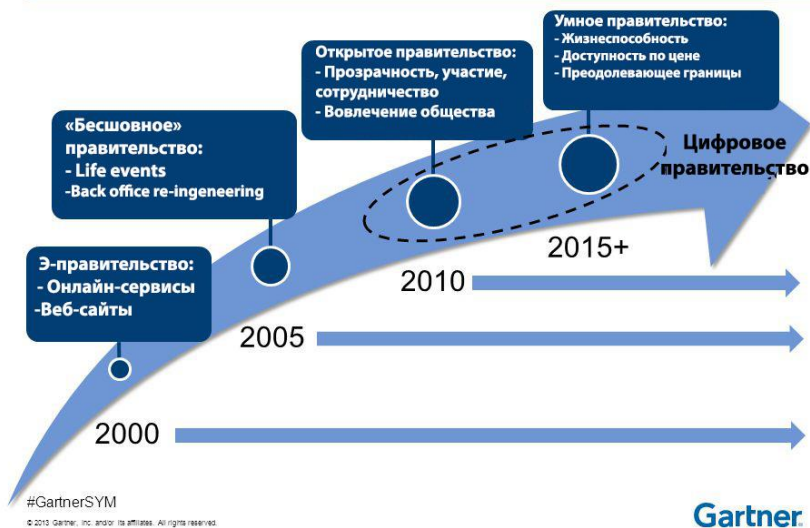 Умное правительство:
- Жизнеспособность
- Доступность по цене
- Преодолевающее границы
Открытое правительство:
- Прозрачность, участие,
сотрудничество
- Вовлечение общества
«Бесшовное»
правительство:
- Life events
-Back office re-ingeneering
Э-правительство:
- Онлайн-сервисы
-Веб-сайты
Цифровое
правительство
2015+
2010
2005
2000
#GartnerSYM
© 2013 Gartner, Inc. and/or its affiliates. All rights reserved.
Gartner